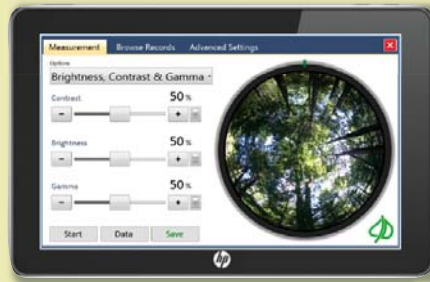 Measurement Browse Records Advanced Settings
Options
Brightness, Contrast & Gamma
Contrast 50 %
Brightness 50 %
Gamma 50 %
Start Data Save
hp